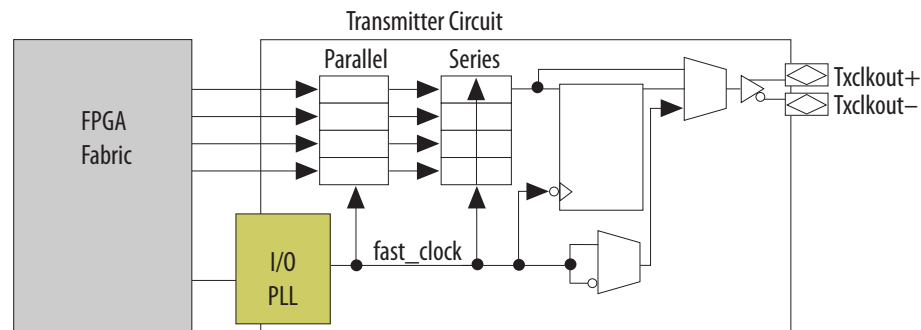 Transmitter Circuit
Parallel
Series
Txclkout+
Txclkout–
FPGA
Fabric
fast_clock
I/O
PLL